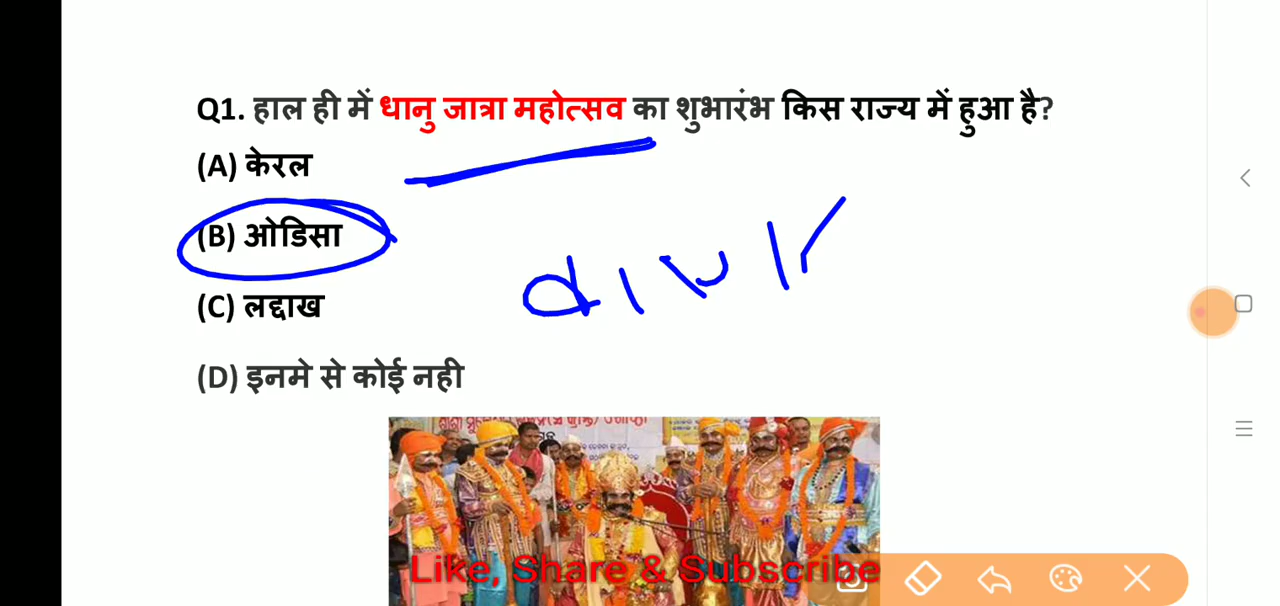 Q1. हाल ही में धानु जात्रा महोत्सव का शुभारंभ किस राज्य में हुआ है?
(A) केरल
(B) ओडिसा
(C) लद्दाख
(D) इनमे से कोई नही
Like, Share & Subscribe